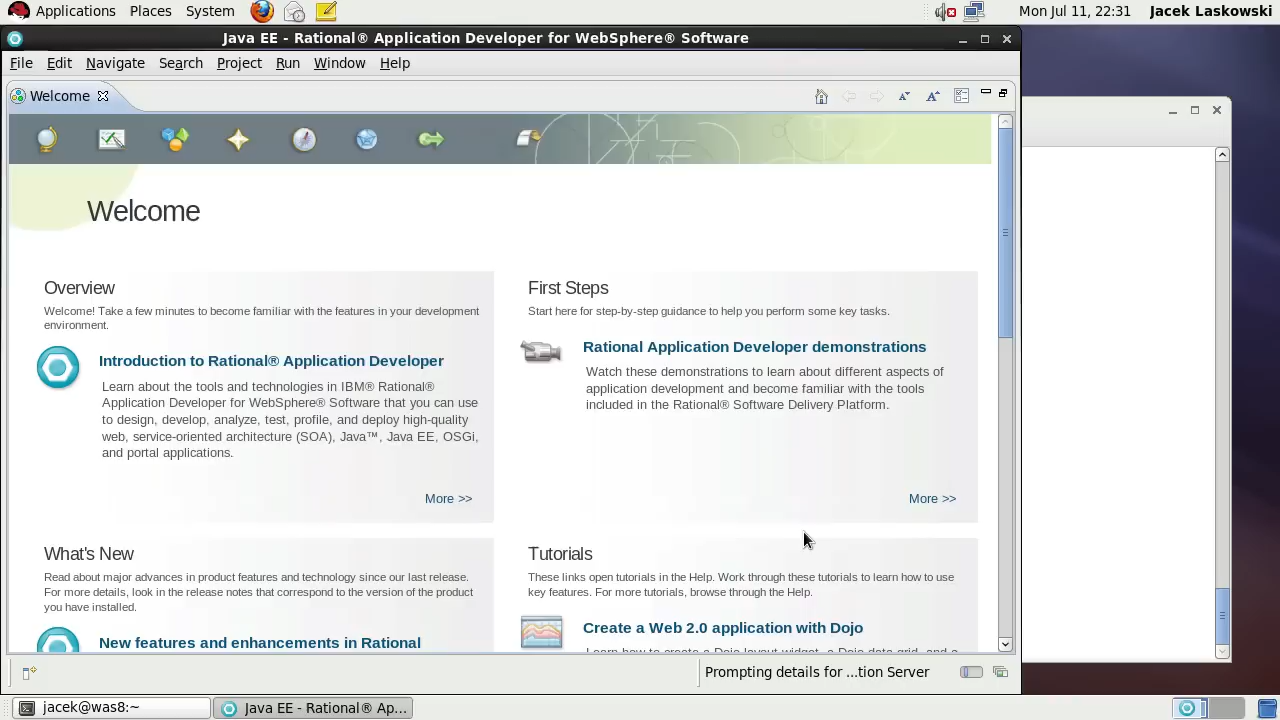 Applications Places System Mon Jul 11, 22:31 Jacek Laskowski
Java EE - Rational® Application Developer for WebSphere® Software
File Edit Navigate Search Project Run Window Help
Welcome
Welcome
Overview
Welcome! Take a few minutes to become familiar with the features in your development
environment.
Introduction to Rational® Application Developer
Learn about the tools and technologies in IBM® Rational®
Application Developer for WebSphere® Software that you can use
to design, develop, analyze, test, profile, and deploy high-quality
web, service-oriented architecture (SOA), Java™, Java EE, OSGi,
and portal applications.
More >>
First Steps
Start here for step-by-step guidance to help you perform some key tasks.
Rational Application Developer demonstrations
Watch these demonstrations to learn about different aspects of
application development and become familiar with the tools
included in the Rational® Software Delivery Platform.
More >>
What's New
Read about major advances in product features and technology since our last release.
For more details, look in the release notes that correspond to the version of the product
you have installed.
New features and enhancements in Rational
Tutorials
These links open tutorials in the Help. Work through these tutorials to learn how to use
key features. For more tutorials, browse through the Help.
Create a Web 2.0 application with Dojo
Learn how to create a Dojo layout widget, a Dojo data grid, and a
Prompting details for ...tion Server
jacek@was8:~ Java EE - Rational® Ap...